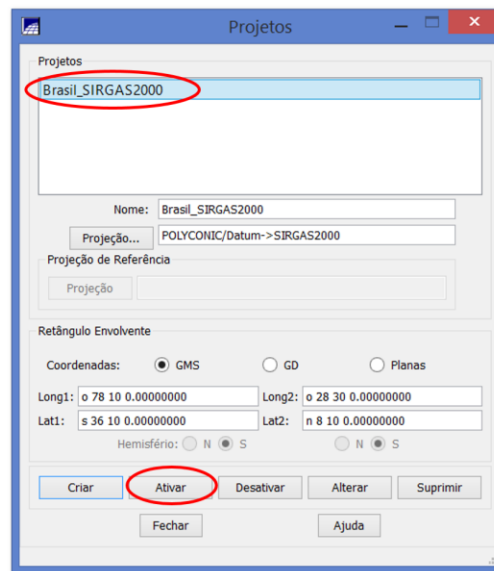 Projetos
Projetos
Brasil_SIRGAS2000
Nome: Brasil_SIRGAS2000
Projeção... POLYCONIC/Datum->SIRGAS2000
Projeção de Referência
Projeção
Retângulo Envolvente
Coordenadas: GMS GD Planas
Long1: o 78 10 0.00000000 Long2: o 28 30 0.00000000
Lat1: s 36 10 0.00000000 Lat2: n 8 10 0.00000000
Hemisfério: N S N S
Criar Ativar Desativar Alterar Suprimir
Fechar Ajuda